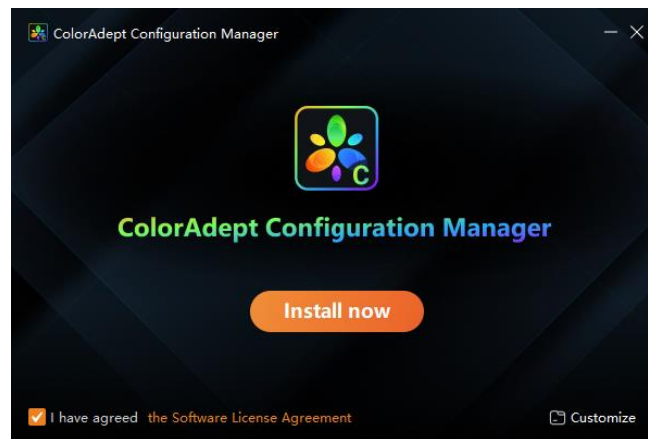 ColorAdept Configuration Manager
C
ColorAdept Configuration Manager
Install now
I have agreed the Software License Agreement
Customize